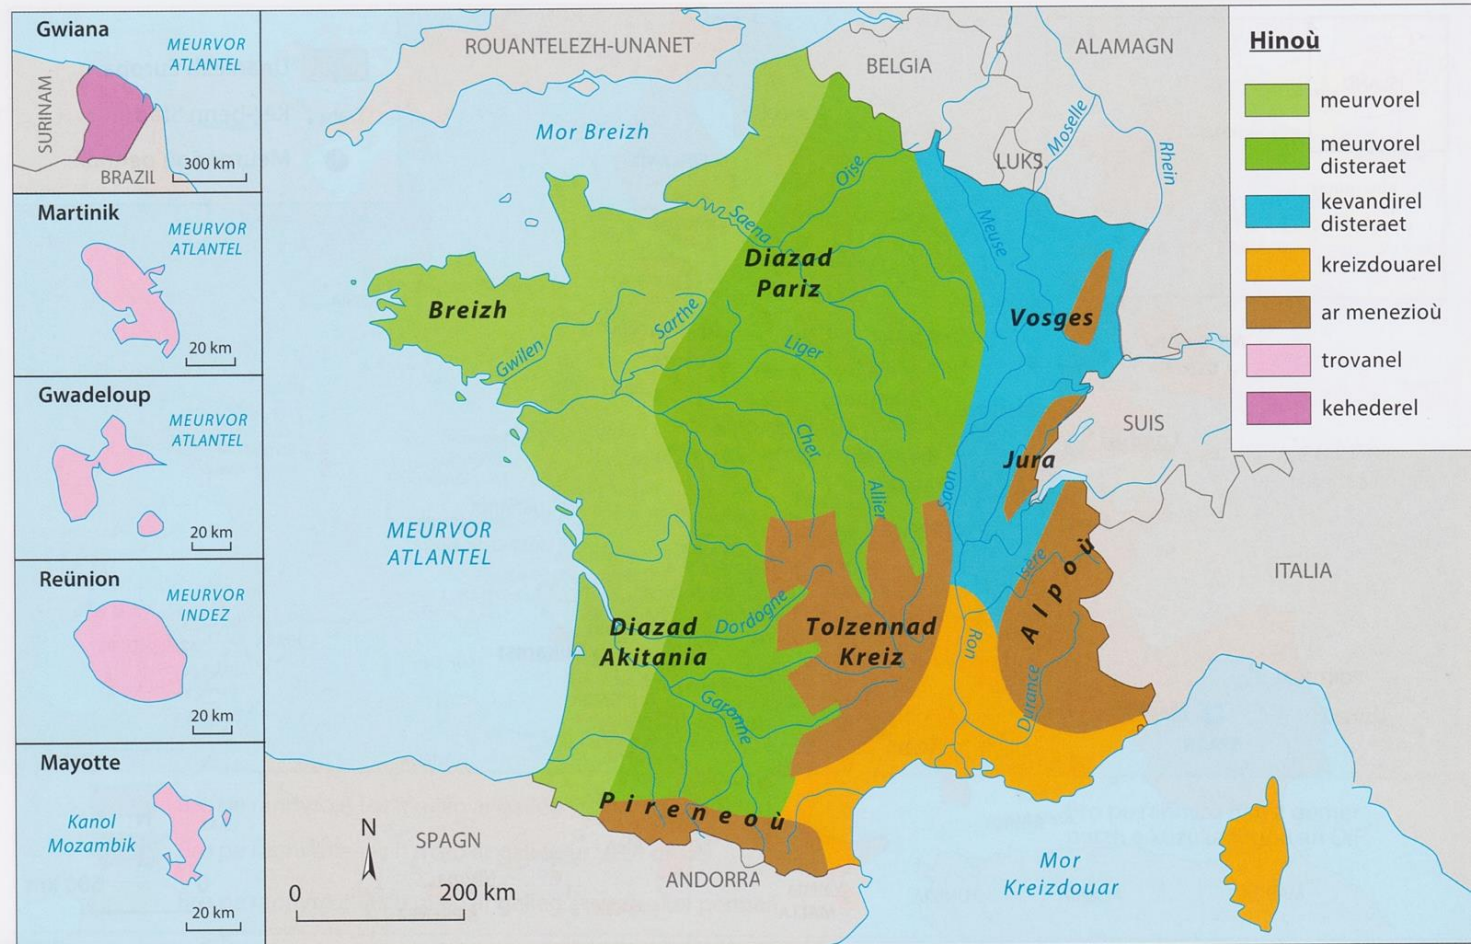 Gwiana
MEURVOR
ATLANTEL
SURINAM
BRAZIL
300 km
Martinik
MEURVOR
ATLANTEL
20 km
Gwadeloup
MEURVOR
ATLANTEL
20 km
Reünion
MEURVOR
INDEZ
20 km
Mayotte
Kanol
Mozambik
20 km
ROUANTELEZH-UNANET
BELGIA
ALAMAGN
Mor Breizh
LUKS.
Moselle
Rhein
Oise
Meuse
Saena
Diazad
Pariz
Breizh
Vosges
Sarthe
Gwilen
Liger
SUIS
Cher
Jura
Allier
Saon
MEURVOR
ATLANTEL
Isère
Alpoù
ITALIA
Dordogne
Diazad
Akitania
Tolzennad
Kreiz
Ron
Durance
Garonne
Pireneoù
N
SPAGN
ANDORRA
0 200 km
Mor
Kreizdouar
Hinoù
meurvorel
meurvorel
disteraet
kevandirel
disteraet
kreizdouarel
ar menezioù
trovanel
kehederel